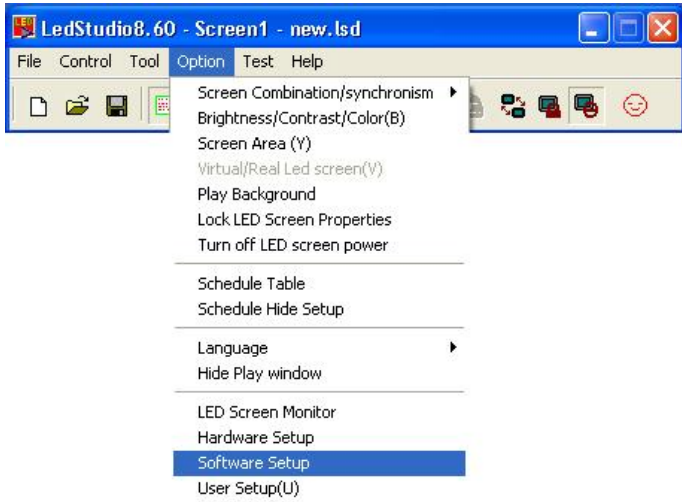 LedStudio8.60 - Screen1 - new.lsd
File Control Tool Option Test Help
Screen Combination/synchronism
Brightness/Contrast/Color(B)
Screen Area (Y)
Virtual/Real Led screen(V)
Play Background
Lock LED Screen Properties
Turn off LED screen power
Schedule Table
Schedule Hide Setup
Language
Hide Play window
LED Screen Monitor
Hardware Setup
Software Setup
User Setup(U)